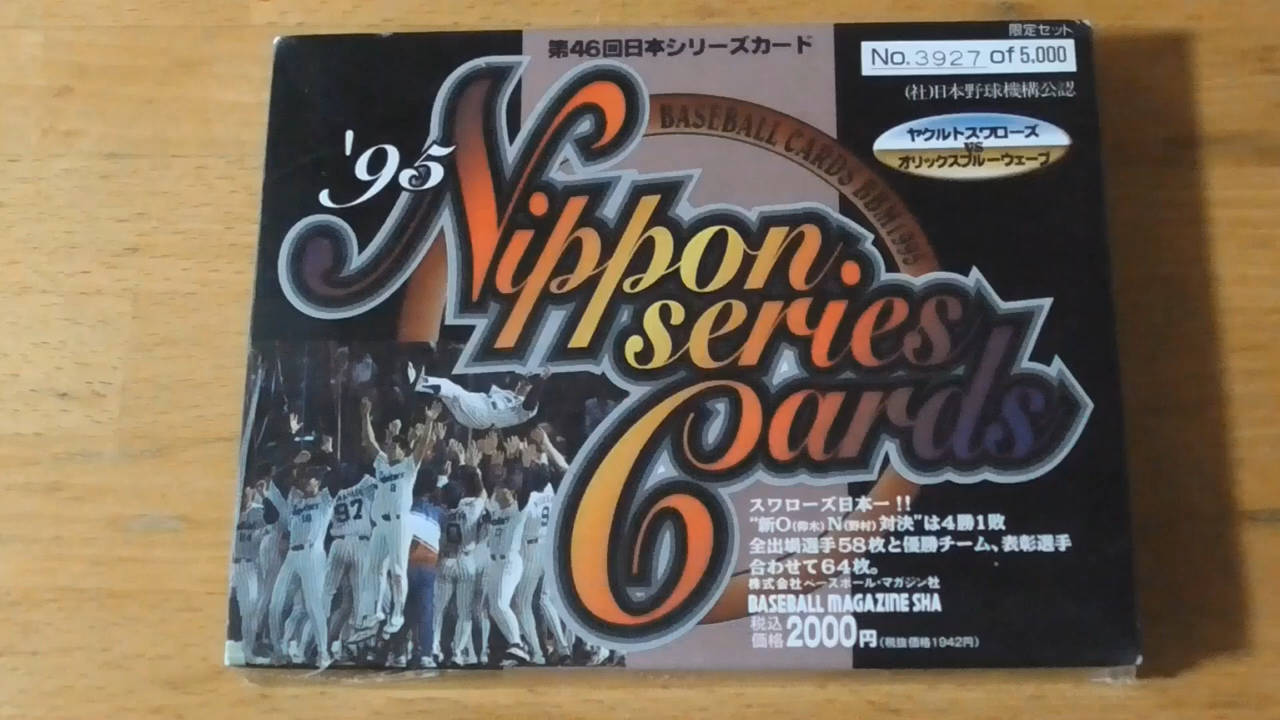 第46回日本シリーズカード
限定セット
No.3927 of 5,000
(社)日本野球機構公認
ヤクルトスワローズ
VS
オリックスブルーウェーブ
BASEBALL CARDS BBM1995
'95
Nippon
series
Cards
スワローズ日本一!!
“新O(仰木)N(野村)対決”は4勝1敗
全出場選手58枚と優勝チーム、表彰選手
合わせて64枚。
株式会社ベースボール・マガジン社
BASEBALL MAGAZINE SHA
税込
価格2000円(税抜価格1942円)
97